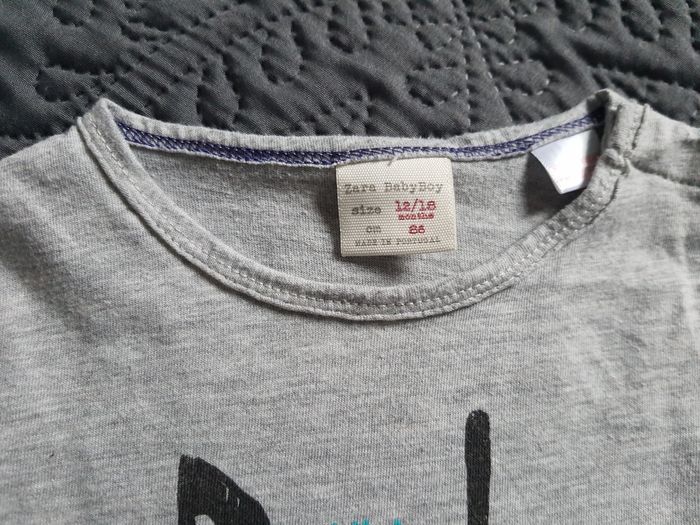 Zara BabyBoy
size 12/18
months
cm 86
MADE IN PORTUGAL